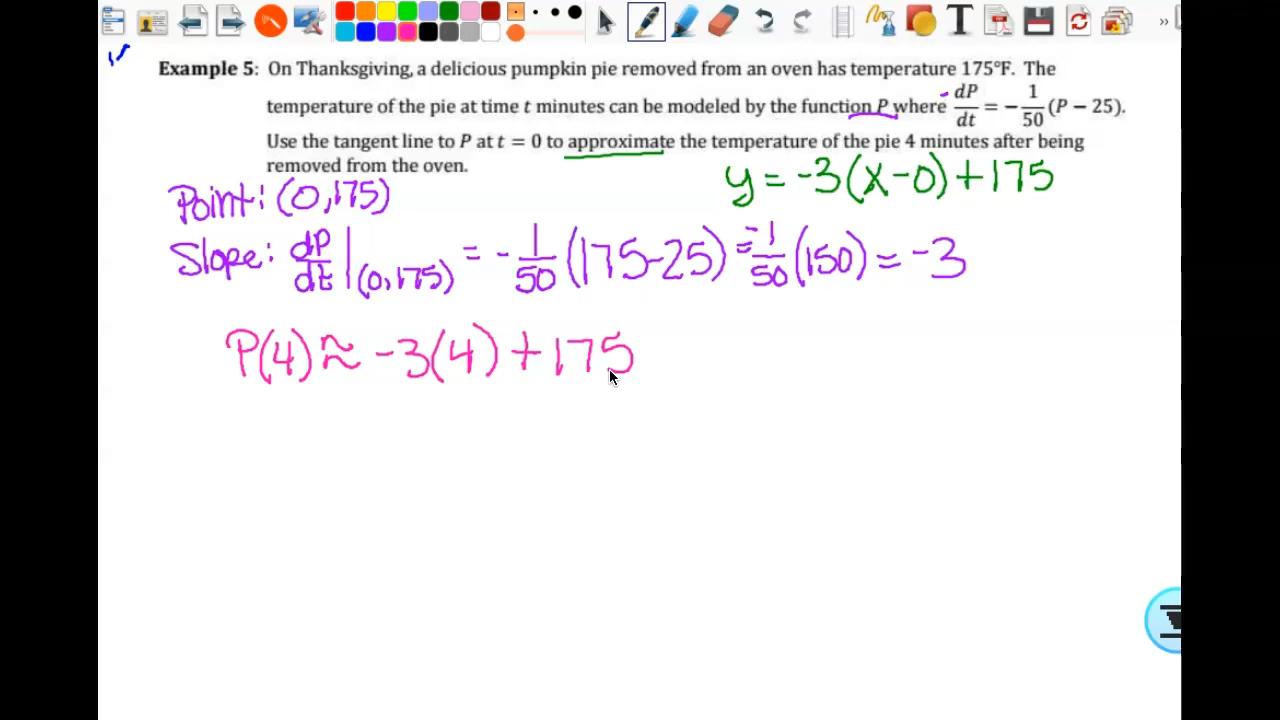 Example 5: On Thanksgiving, a delicious pumpkin pie removed from an oven has temperature 175°F. The
temperature of the pie at time t minutes can be modeled by the function P where dP/dt = −1/50(P − 25).
Use the tangent line to P at t = 0 to approximate the temperature of the pie 4 minutes after being
removed from the oven.
y = -3(x-0)+175
Point: (0,175)
Slope: dP/dt|(0,175) = -1/50(175-25) = -1/50(150) = -3
P(4) ≈ -3(4) + 175